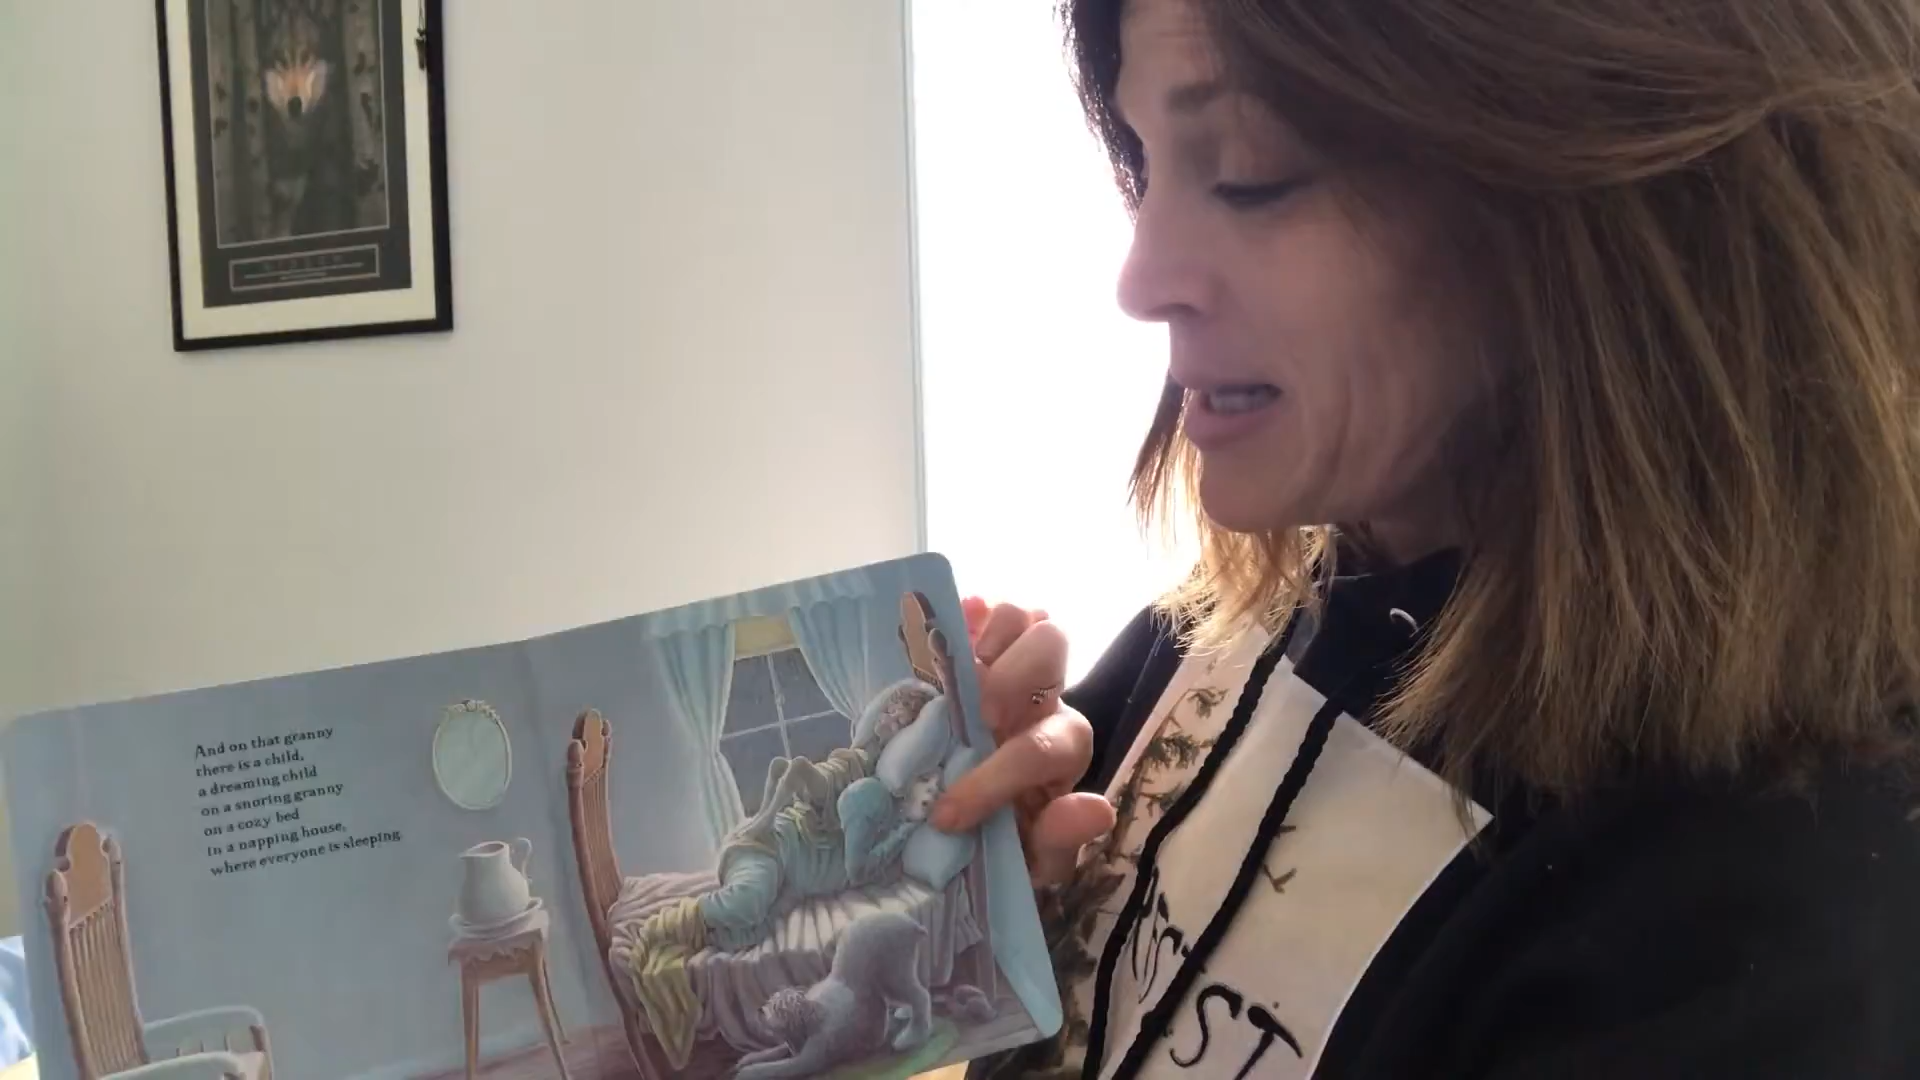 And on that granny
there is a child,
a dreaming child
on a snoring granny
on a cozy bed
in a napping house,
where everyone is sleeping.